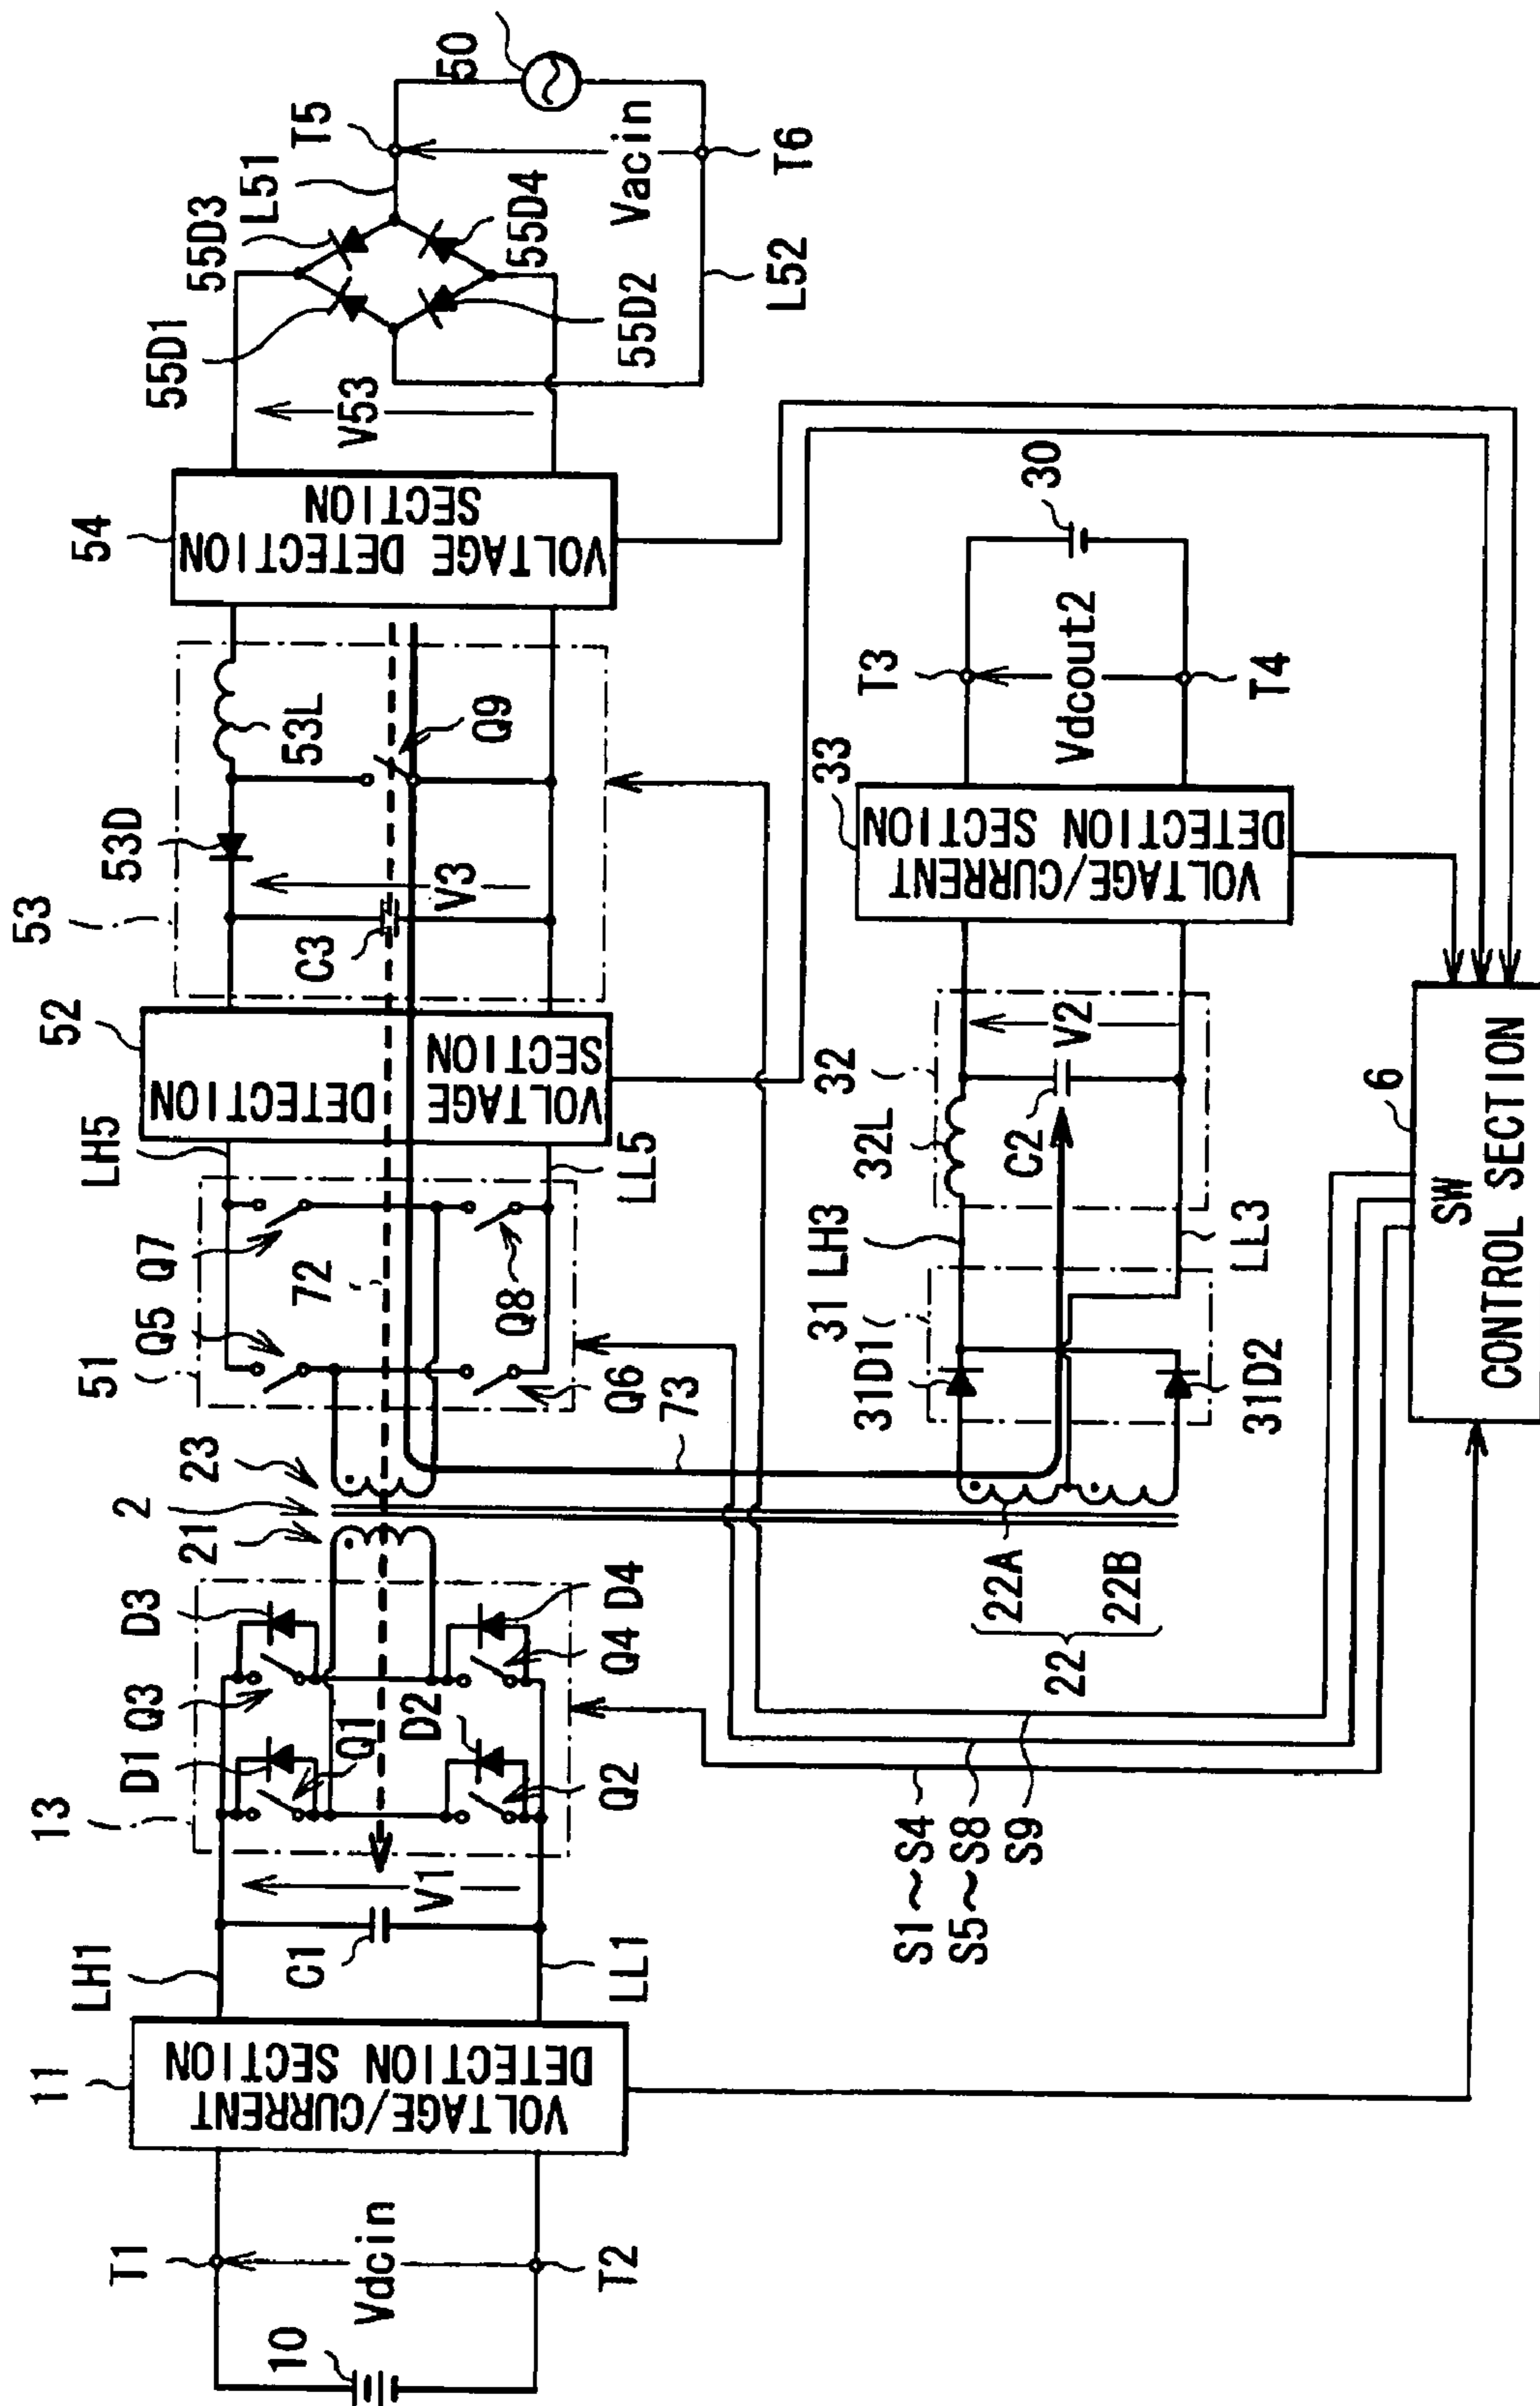 10
T1
Vdcin
T2
11
VOLTAGE/CURRENT
DETECTION SECTION
LH1
C1
V1
LL1
13
D1
Q3
D3
Q1
D2
Q2
Q4
D4
21
2
23
51
Q5
Q7
72
Q6
Q8
LH5
LL5
52
VOLTAGE
SECTION
DETECTION
53
53D
C3
V3
53L
Q9
54
VOLTAGE DETECTION
SECTION
V53
55D1
55D3
55D2
55D4
L51
T5
50
Vacin
L52
T6
73
22A
22B
22
31D1
31
LH3
31D2
LL3
32
32L
C2
V2
33
VOLTAGE/CURRENT
DETECTION SECTION
T3
Vdcout2
T4
30
S1~S4
S5~S8
S9
6
SW
CONTROL SECTION